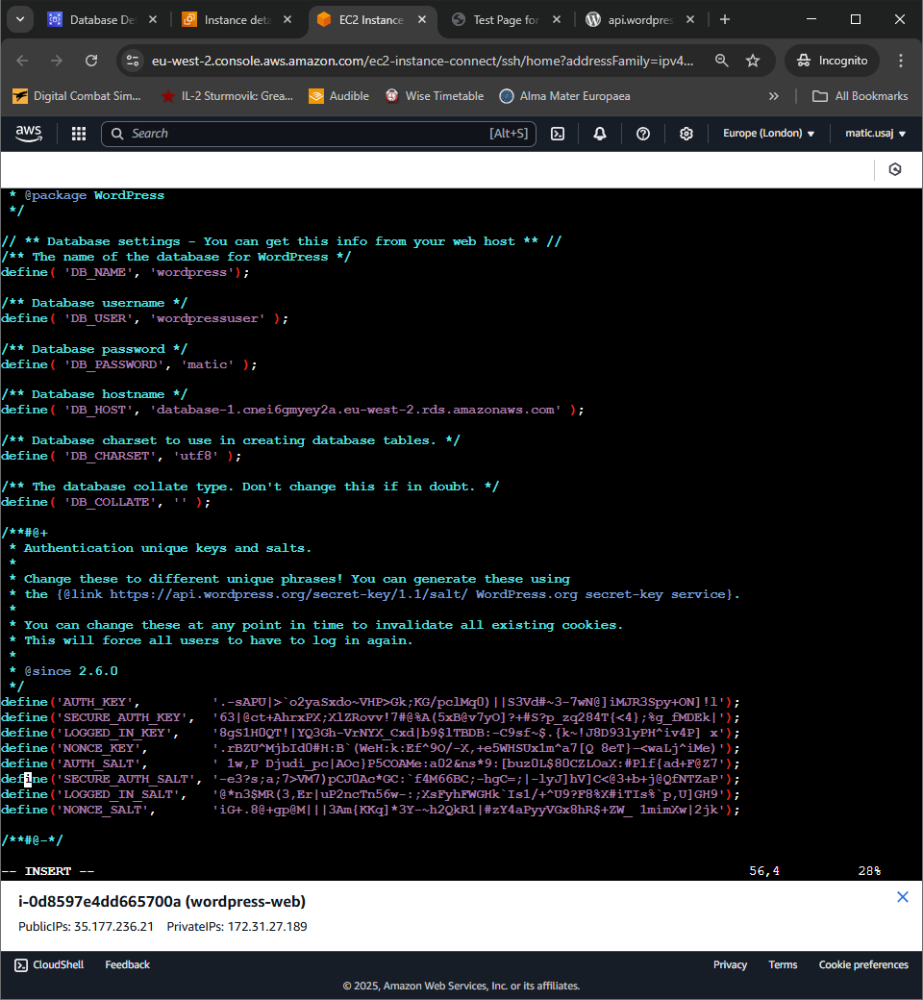 Database De
Instance deta
EC2 Instance
Test Page for
api.wordpres
eu-west-2.console.aws.amazon.com/ec2-instance-connect/ssh/home?addressFamily=ipv4...
Incognito
Digital Combat Sim...
IL-2 Sturmovik: Grea...
Audible
Wise Timetable
Alma Mater Europaea
All Bookmarks
aws
Search
[Alt+S]
Europe (London)
matic.usaj
* @package WordPress
*/
// ** Database settings - You can get this info from your web host ** //
/** The name of the database for WordPress */
define( 'DB_NAME', 'wordpress');
/** Database username */
define( 'DB_USER', 'wordpressuser' );
/** Database password */
define( 'DB_PASSWORD', 'matic' );
/** Database hostname */
define( 'DB_HOST', 'database-1.cnei6gmyey2a.eu-west-2.rds.amazonaws.com' );
/** Database charset to use in creating database tables. */
define( 'DB_CHARSET', 'utf8' );
/** The database collate type. Don't change this if in doubt. */
define( 'DB_COLLATE', '' );
/**#@+
* Authentication unique keys and salts.
*
* Change these to different unique phrases! You can generate these using
* the {@link https://api.wordpress.org/secret-key/1.1/salt/ WordPress.org secret-key service}.
*
* You can change these at any point in time to invalidate all existing cookies.
* This will force all users to have to log in again.
*
* @since 2.6.0
*/
define('AUTH_KEY', '.-sAPU|>`o2yaSxdo~VHP>Gk;KG/pclMq0)||S3Vd#~3-7wN@]iMJR3Spy+ON]!l');
define('SECURE_AUTH_KEY', '63|@ct+AhrxPX;XlZRovv!7#@%A(5xB@v7yO]?+#S?p_zq284T{<4};%g_fMDEk|');
define('LOGGED_IN_KEY', '8gS1H0QT!|YQ3Gh-VrNYX_Cxd|b9$lTBDB:-C9sf~$.{k~!J8D93lyPH^iv4P] x');
define('NONCE_KEY', '.rBZU^MjbId0#H:B`(WeH:k:Ef^9O/-X,+e5WHSUx1m^a7[Q 8eT}-<waLj^iMe)');
define('AUTH_SALT', ' 1w,P Djudi_pc|AOc}P5COAMe:a02&ns*9:[buz0L$80CZLOaX:#Plf{ad+F@Z7');
define('SECURE_AUTH_SALT', '-e3?s;a;7>VM7)pCJ0Ac*GC:`f4M66BC;-hgC=;|-lyJ]hV]C<@3+b+j@QfNTZaP');
define('LOGGED_IN_SALT', '@*n3$MR(3,Er|uP2ncTn56w-:;XsFyhFWGHk`Is1/+^U9?F8%X#iTIs%`p,U]GH9');
define('NONCE_SALT', 'iG+.8@+gp@M|||3Am{KKq]*3Y-~h2QkR1|#zY4aPyyVGx8hR$+ZW_ 1mimXw|2jk');
/**#@-*/
-- INSERT --
56,4
28%
i-0d8597e4dd665700a (wordpress-web)
PublicIPs: 35.177.236.21 PrivateIPs: 172.31.27.189
CloudShell
Feedback
Privacy
Terms
Cookie preferences
© 2025, Amazon Web Services, Inc. or its affiliates.